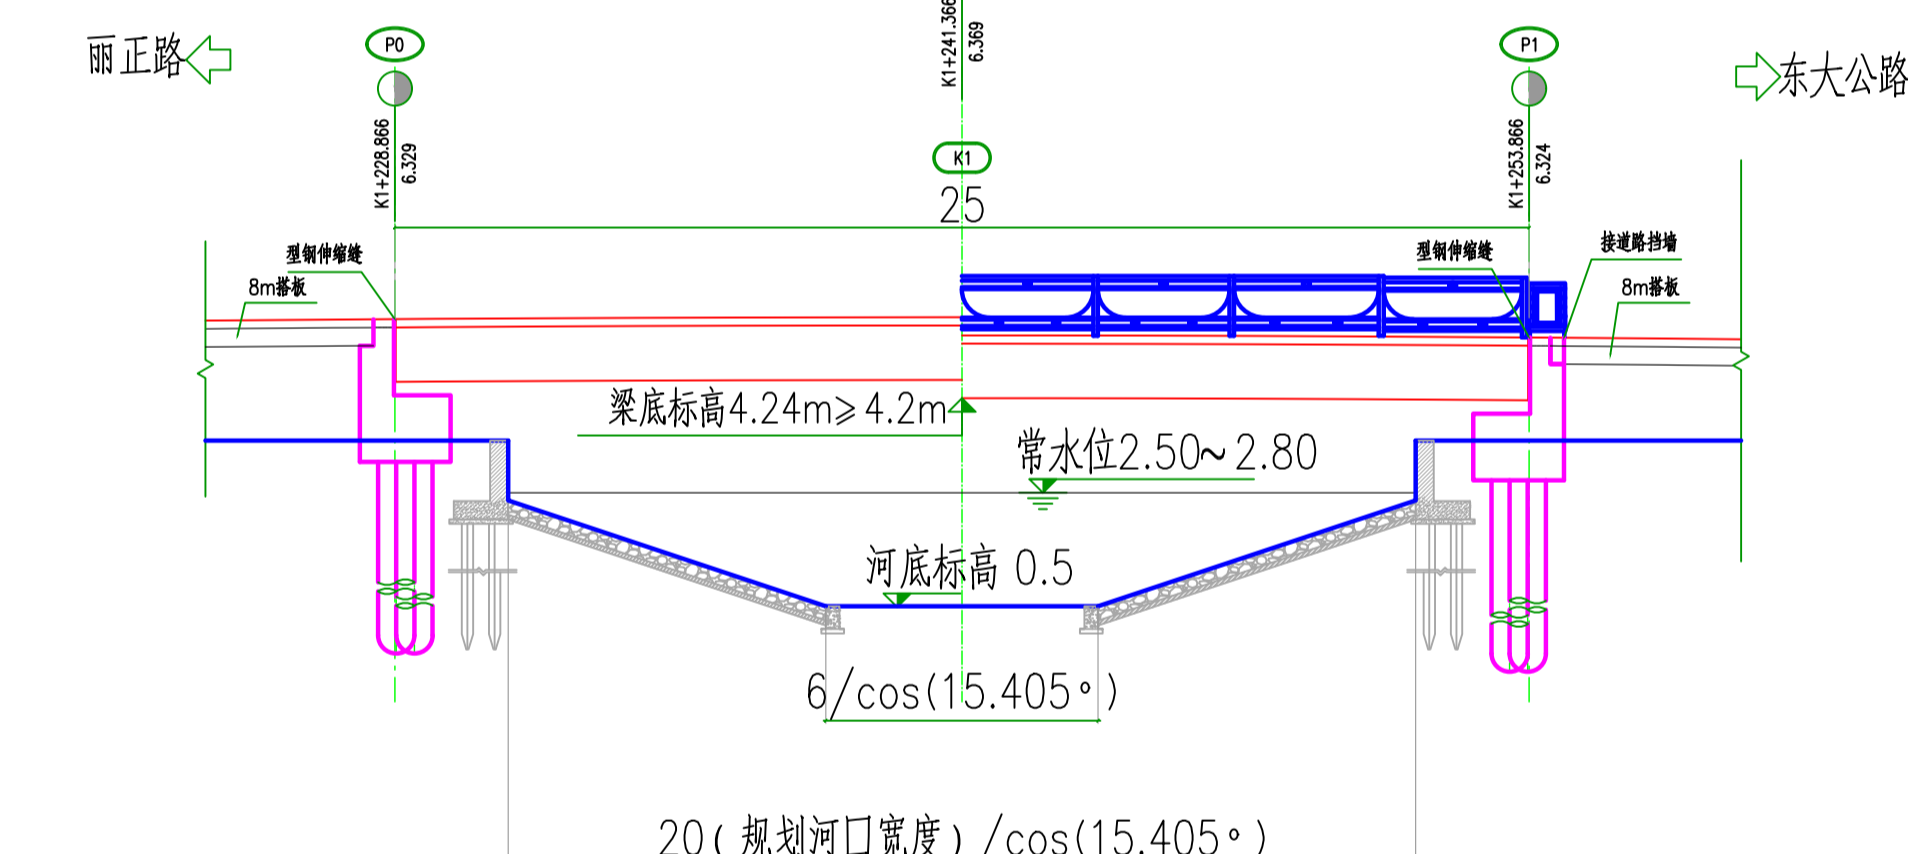 丽正路
P0
K1+228.866
6.329
K1+241.366
6.369
K1
P1
K1+253.866
6.324
东大公路
25
型钢伸缩缝
8m搭板
型钢伸缩缝
接道路挡墙
8m搭板
梁底标高4.24m≥4.2m
常水位2.50~2.80
河底标高 0.5
6/cos(15.405°)
20(规划河口宽度)/cos(15.405°)